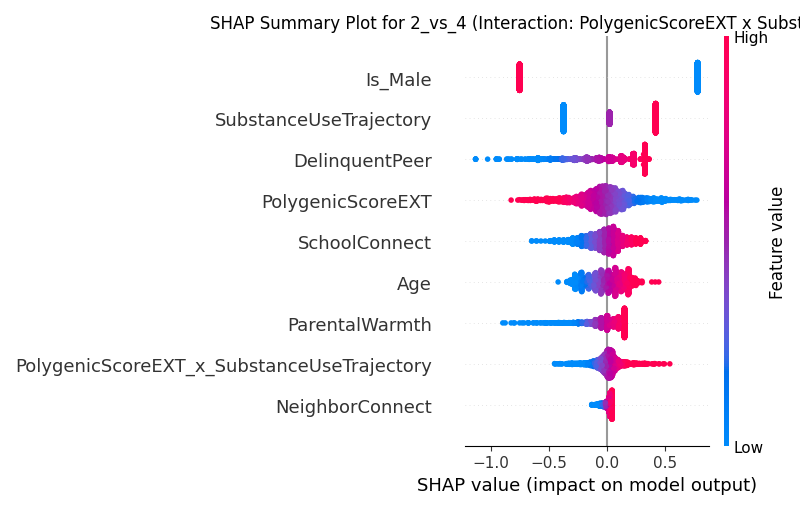 SHAP Summary Plot for 2_vs_4 (Interaction: PolygenicScoreEXT x Subst
High
Is_Male
SubstanceUseTrajectory
DelinquentPeer
PolygenicScoreEXT
SchoolConnect
Age
ParentalWarmth
PolygenicScoreEXT_x_SubstanceUseTrajectory
NeighborConnect
Feature value
Low
−1.0 −0.5 0.0 0.5
SHAP value (impact on model output)